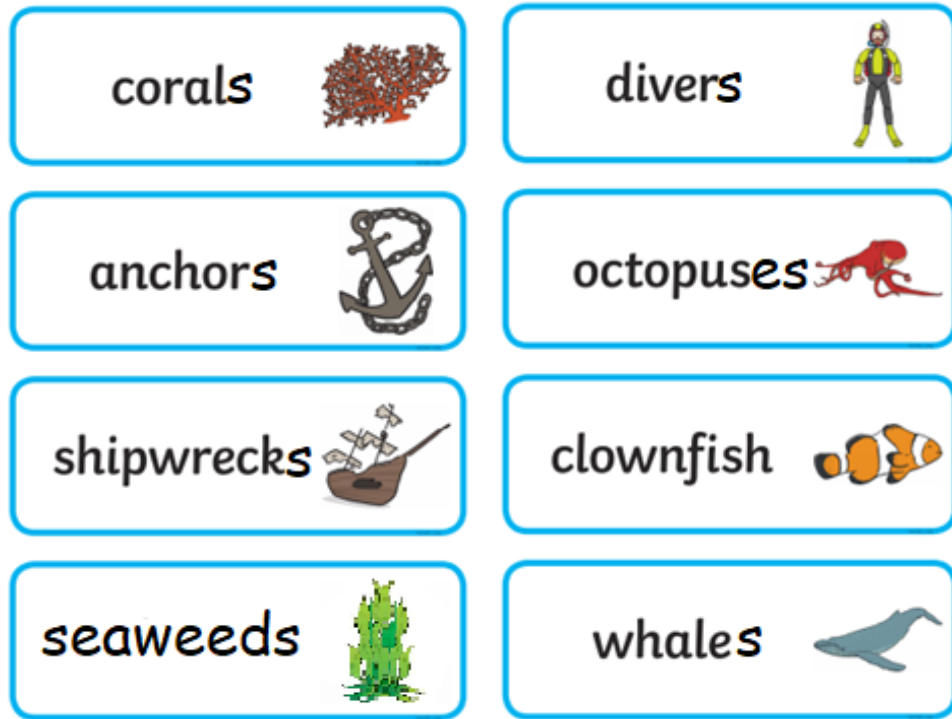 corals
divers
anchors
octopuses
shipwrecks
clownfish
seaweeds
whales